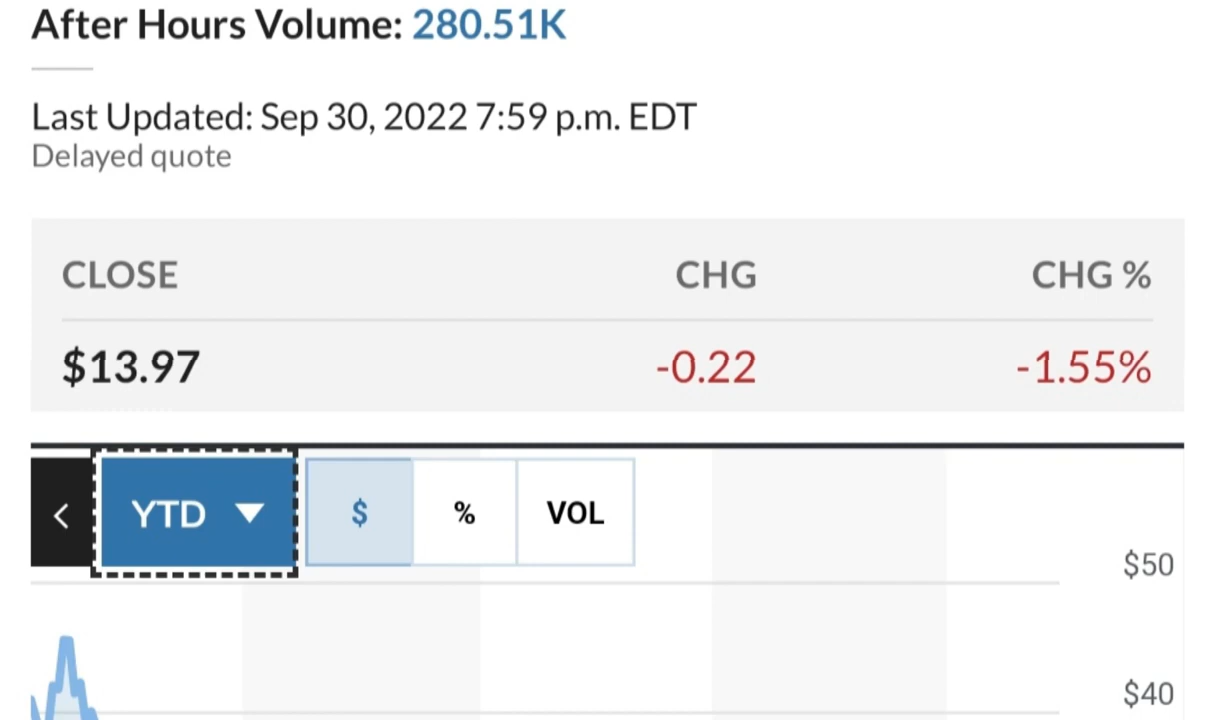 After Hours Volume: 280.51K
Last Updated: Sep 30, 2022 7:59 p.m. EDT
Delayed quote
CLOSE CHG CHG %
$13.97 -0.22 -1.55%
YTD $ % VOL
$50
$40